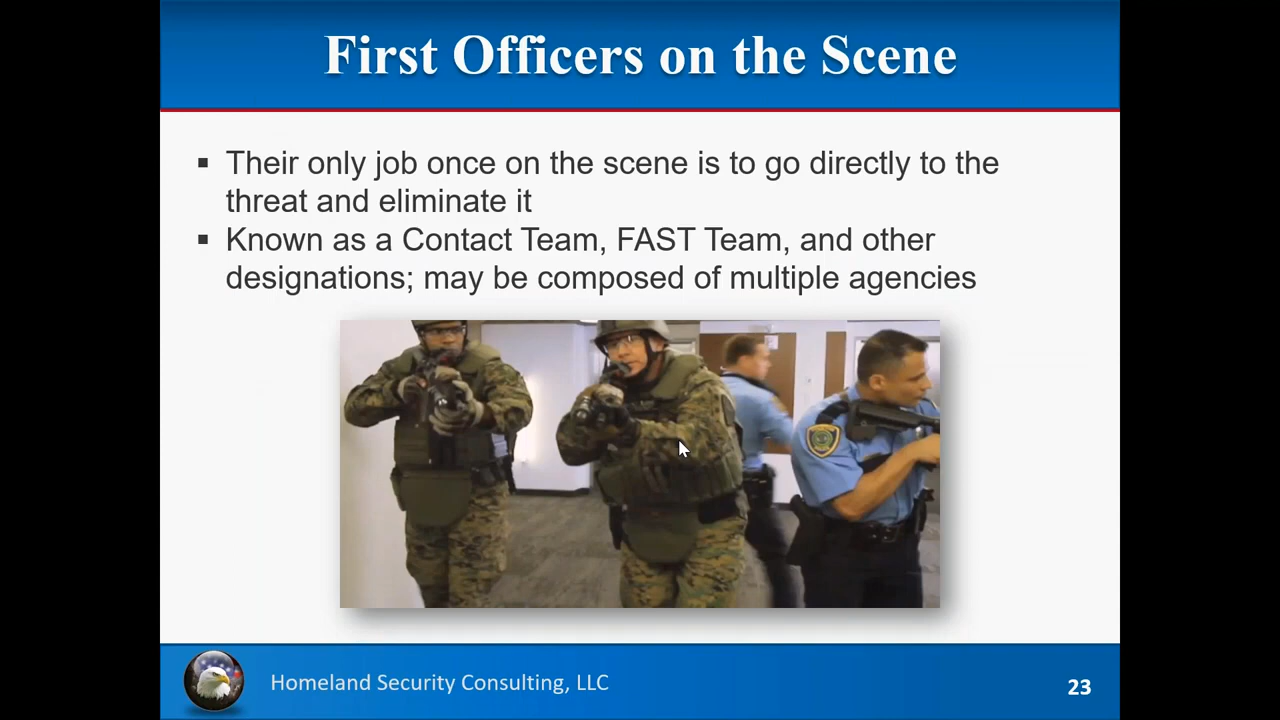 First Officers on the Scene
▪ Their only job once on the scene is to go directly to the
threat and eliminate it
▪ Known as a Contact Team, FAST Team, and other
designations; may be composed of multiple agencies
Homeland Security Consulting, LLC
23